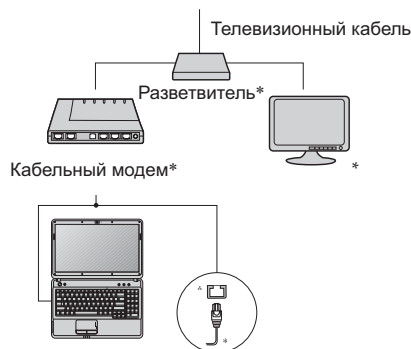 Телевизионный кабель
Разветвитель*
*
Кабельный модем*
*